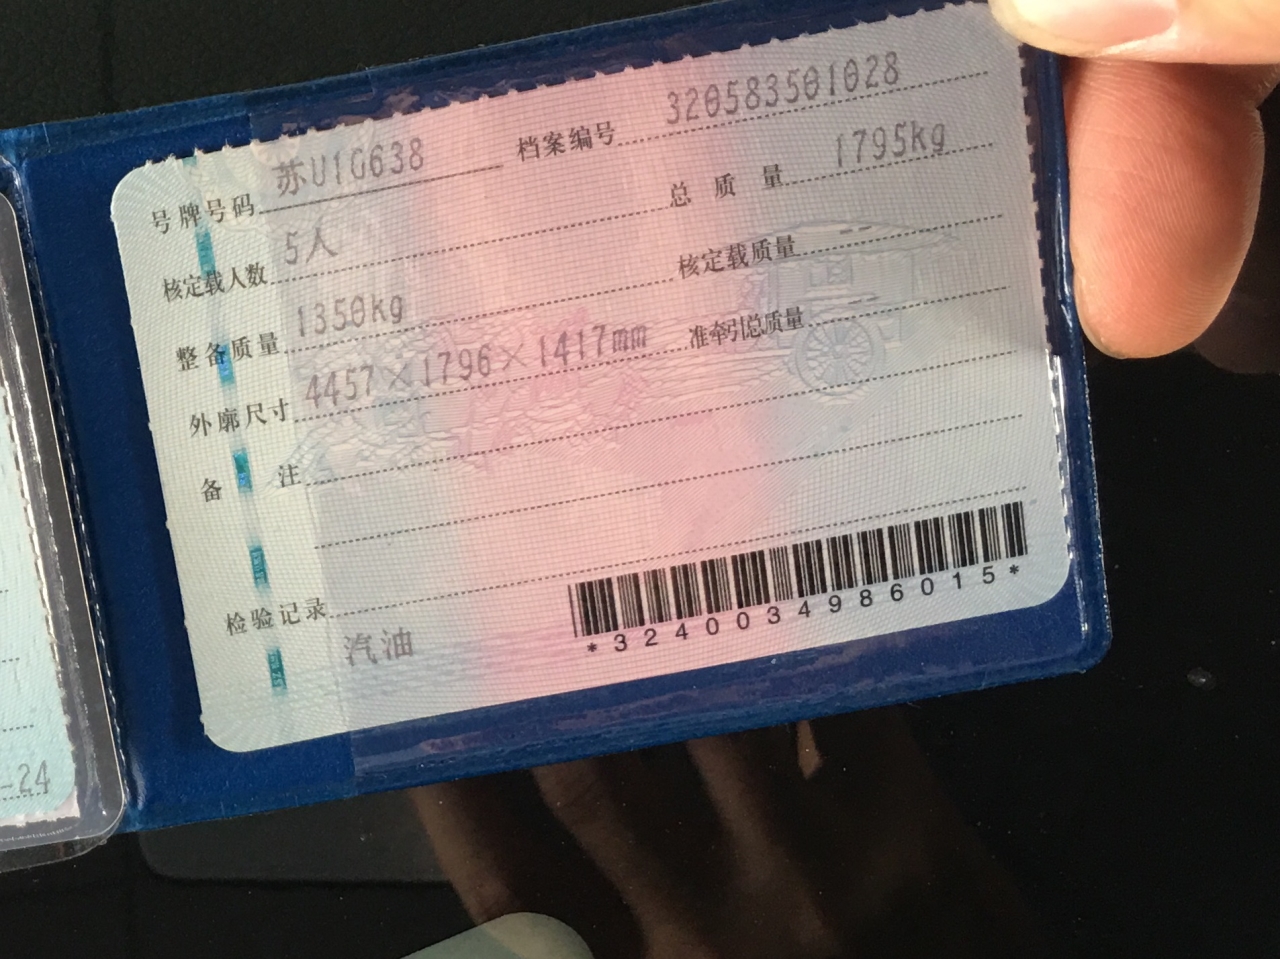 号牌号码 苏U1G638 档案编号 320583501028
核定载人数 5人 总质量 1795kg
整备质量 1350kg 核定载质量 --
外廓尺寸 4457×1796×1417mm 准牵引总质量 --
备注
检验记录
汽油
*3240034986015*
-24